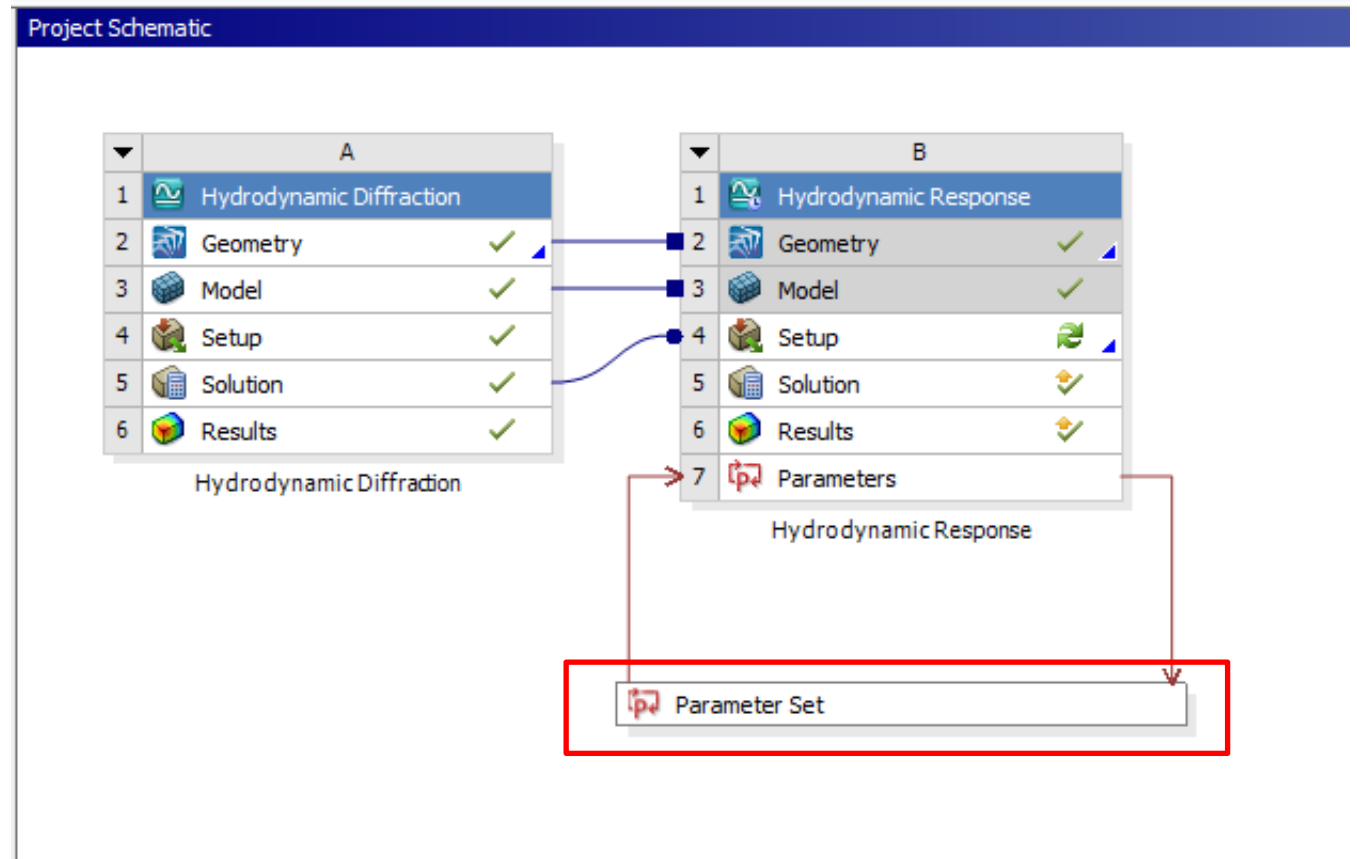 Project Schematic
A
1 Hydrodynamic Diffraction
2 Geometry
3 Model
4 Setup
5 Solution
6 Results
Hydrodynamic Diffraction
B
1 Hydrodynamic Response
2 Geometry
3 Model
4 Setup
5 Solution
6 Results
7 Parameters
Hydrodynamic Response
Parameter Set